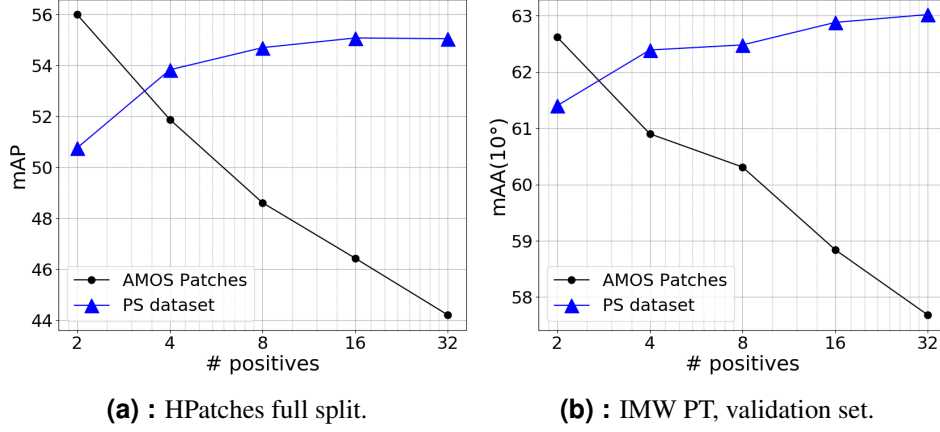 56
54
52
50
48
46
44
mAP
AMOS Patches
PS dataset
2 4 8 16 32
# positives
(a) : HPatches full split.
63
62
61
60
59
58
mAA(10°)
AMOS Patches
PS dataset
2 4 8 16 32
# positives
(b) : IMW PT, validation set.